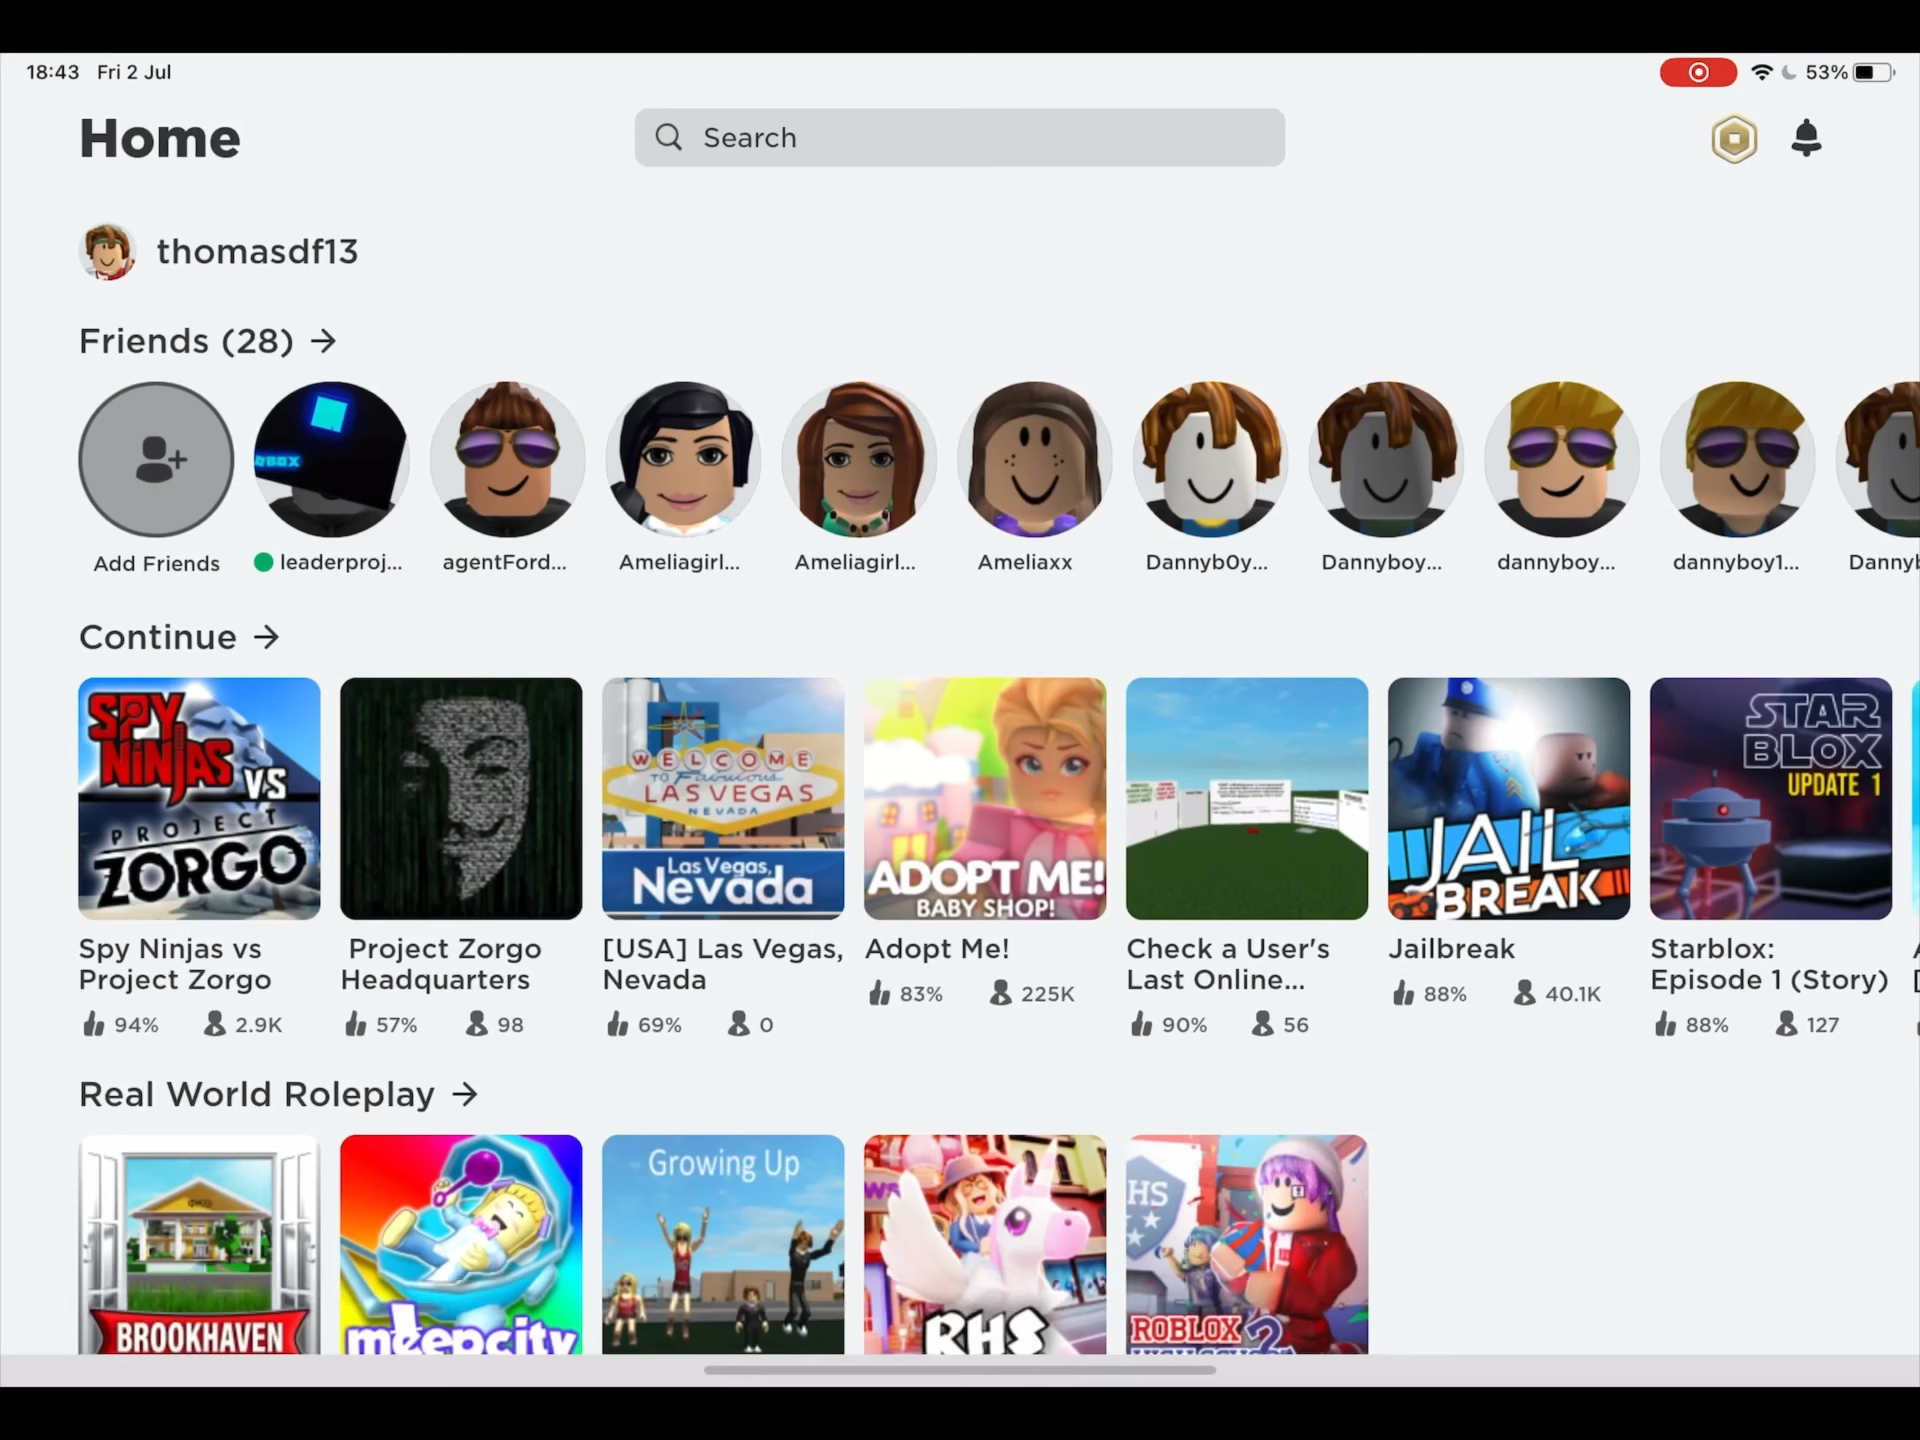 18:43 Fri 2 Jul
53%
Home
Search
thomasdf13
Friends (28) →
Add Friends
leaderproj...
agentFord...
Ameliagirl...
Ameliagirl...
Ameliaxx
Dannyb0y...
Dannyboy...
dannyboy...
dannyboy1...
Continue →
SPY
NINJAS VS
PROJECT
ZORGO
WELCOME
TO Fabulous
LAS VEGAS
NEVADA
Las Vegas,
Nevada
ADOPT ME!
BABY SHOP!
JAIL
BREAK
STAR
BLOX
UPDATE 1
Spy Ninjas vs
Project Zorgo
94% 2.9K
Project Zorgo
Headquarters
57% 98
[USA] Las Vegas,
Nevada
69% 0
Adopt Me!
83% 225K
Check a User's
Last Online...
90% 56
Jailbreak
88% 40.1K
Starblox:
Episode 1 (Story)
88% 127
Real World Roleplay →
BROOKHAVEN
meepcity
Growing Up
RHS
HS
ROBLOX
HIGH SCHOOL 2